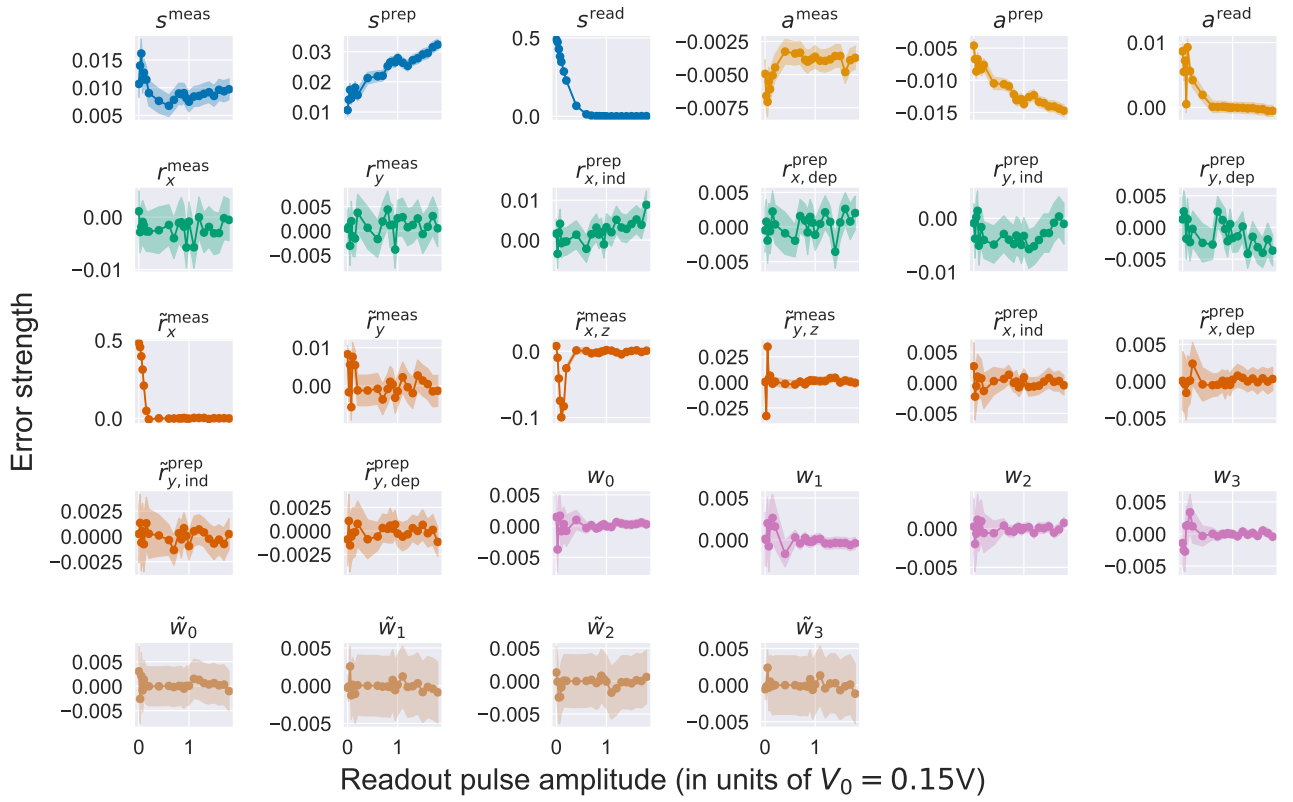 s^meas s^prep s^read a^meas a^prep a^read
0.015 0.010 0.005
0.03 0.02 0.01
0.5 0.0
−0.0025 −0.0050 −0.0075
−0.005 −0.010 −0.015
0.01 0.00
r_x^meas r_y^meas r_x, ind^prep r_x, dep^prep r_y, ind^prep r_y, dep^prep
0.00 −0.01
0.005 0.000 −0.005
0.01 0.00
0.005 0.000 −0.005
0.00 −0.01
0.005 0.000 −0.005
Error strength
r̃_x^meas r̃_y^meas r̃_x, z^meas r̃_y, z^meas r̃_x, ind^prep r̃_x, dep^prep
0.5 0.0
0.01 0.00
0.0 −0.1
0.025 0.000 −0.025
0.005 0.000 −0.005
0.005 0.000 −0.005
r̃_y, ind^prep r̃_y, dep^prep w_0 w_1 w_2 w_3
0.0025 0.0000 −0.0025
0.0025 0.0000 −0.0025
0.005 0.000 −0.005
0.005 0.000
0.005 0.000 −0.005
0.005 0.000 −0.005
w̃_0 w̃_1 w̃_2 w̃_3
0.005 0.000 −0.005
0.005 0.000 −0.005
0.005 0.000 −0.005
0.005 0.000 −0.005
0 1 0 1 0 1 0 1
Readout pulse amplitude (in units of V_0 = 0.15V)